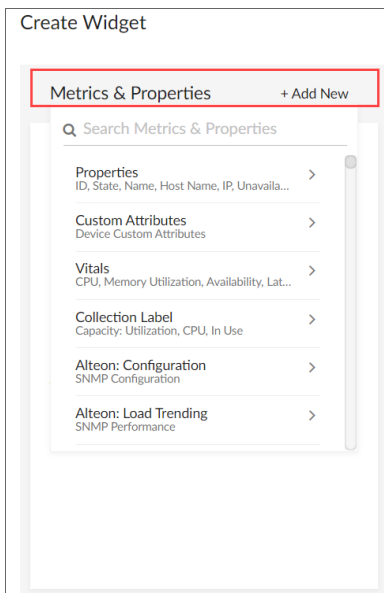 Create Widget
Metrics & Properties + Add New
Search Metrics & Properties
Properties
ID, State, Name, Host Name, IP, Unavaila...
Custom Attributes
Device Custom Attributes
Vitals
CPU, Memory Utilization, Availability, Lat...
Collection Label
Capacity: Utilization, CPU, In Use
Alteon: Configuration
SNMP Configuration
Alteon: Load Trending
SNMP Performance